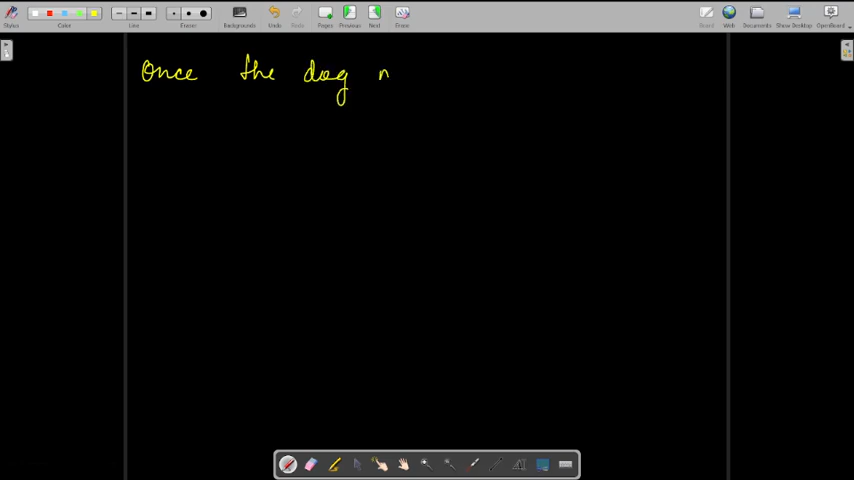 Stylus
Color
Line
Eraser
Backgrounds
Undo
Redo
Pages
Previous
Next
Erase
Board
Web
Documents
Show Desktop
OpenBoard
Once the dog n